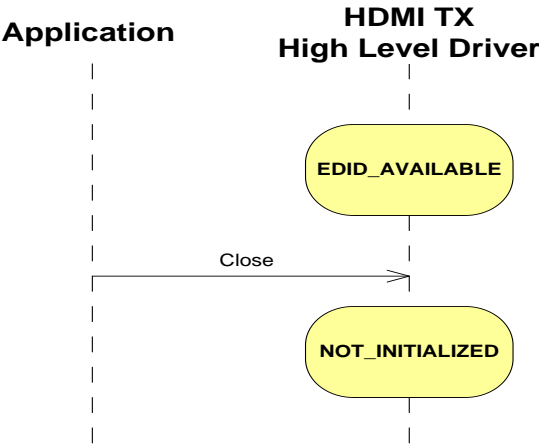 Application
HDMI TX
High Level Driver
EDID_AVAILABLE
Close
NOT_INITIALIZED